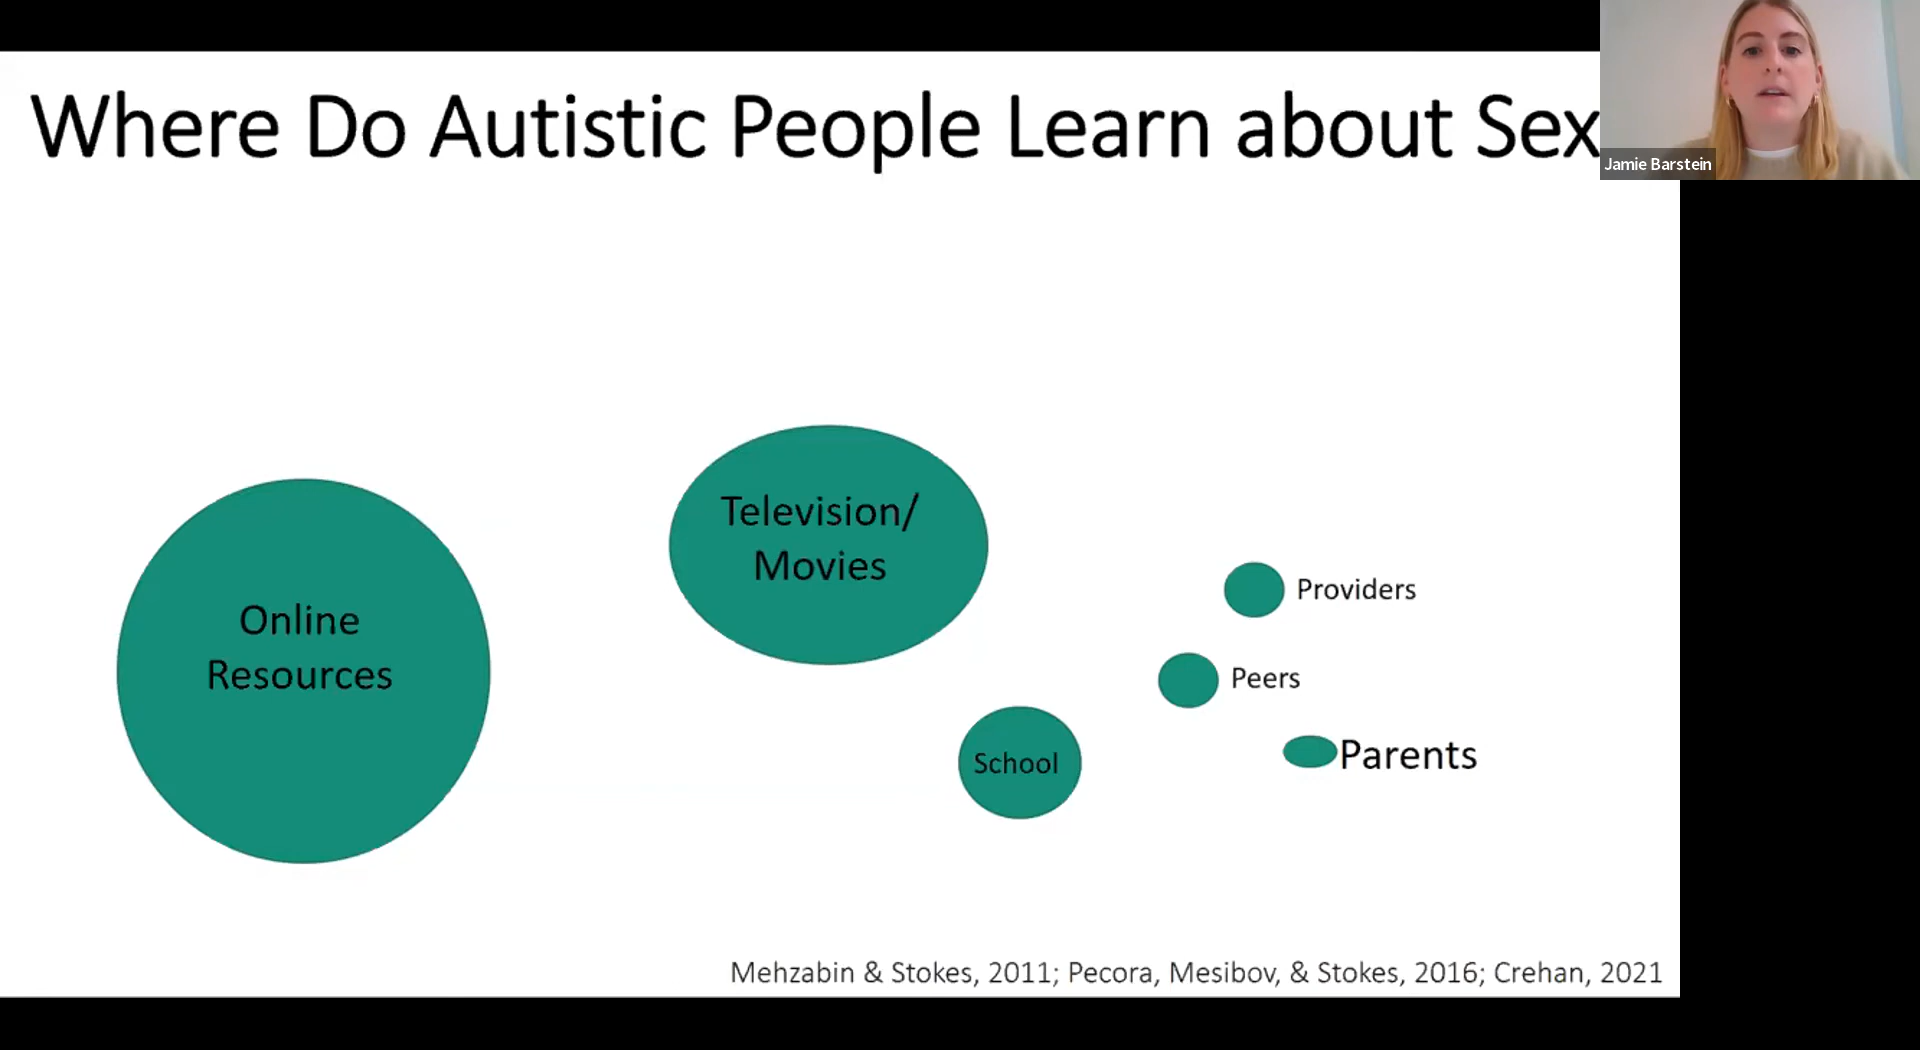 Where Do Autistic People Learn about Sex
Jamie Barstein
Television/
Movies
Online
Resources
Providers
Peers
Parents
School
Mehzabin & Stokes, 2011; Pecora, Mesibov, & Stokes, 2016; Crehan, 2021